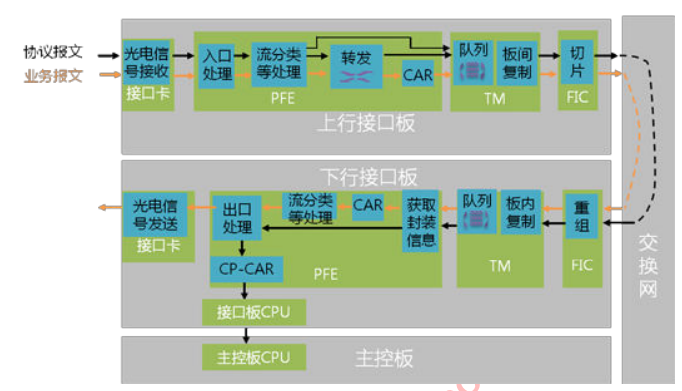 协议报文
业务报文
光电信
号接收
接口卡
入口
处理
流分类
等处理
转发
CAR
PFE
队列
板间
复制
TM
切
片
FIC
上行接口板
下行接口板
光电信
号发送
接口卡
出口
处理
流分类
等处理
CAR
获取
封装
信息
CP-CAR
PFE
队列
板内
复制
TM
重
组
FIC
交
换
网
接口板CPU
主控板CPU
主控板